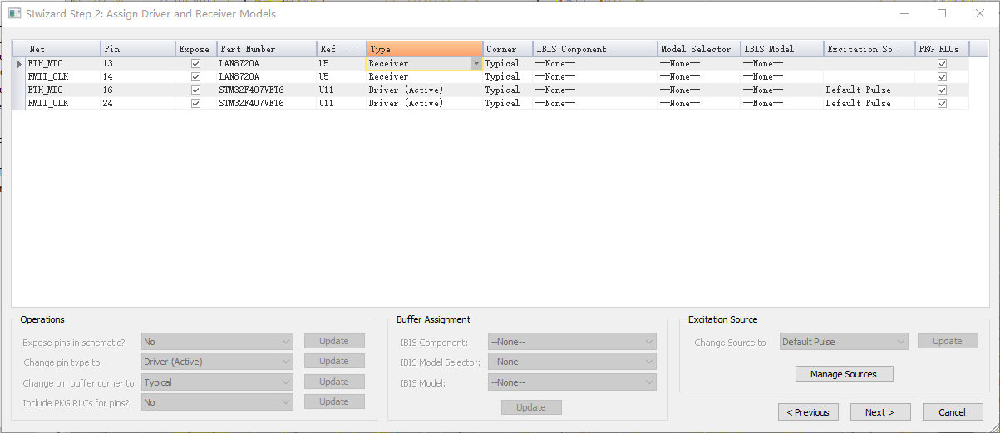 SIwizard Step 2: Assign Driver and Receiver Models
Net Pin Expose Part Number Ref. ... Type Corner IBIS Component Model Selector IBIS Model Excitation So... PKG RLCs
ETH_MDC 13 LAN8720A U5 Receiver Typical --None-- --None-- --None--
RMII_CLK 14 LAN8720A U5 Receiver Typical --None-- --None-- --None--
ETH_MDC 16 STM32F407VET6 U11 Driver (Active) Typical --None-- --None-- --None-- Default Pulse
RMII_CLK 24 STM32F407VET6 U11 Driver (Active) Typical --None-- --None-- --None-- Default Pulse
Operations
Expose pins in schematic? No Update
Change pin type to Driver (Active) Update
Change pin buffer corner to Typical Update
Include PKG RLCs for pins? No Update
Buffer Assignment
IBIS Component: --None--
IBIS Model Selector: --None--
IBIS Model: --None--
Update
Excitation Source
Change Source to Default Pulse Update
Manage Sources
< Previous Next > Cancel